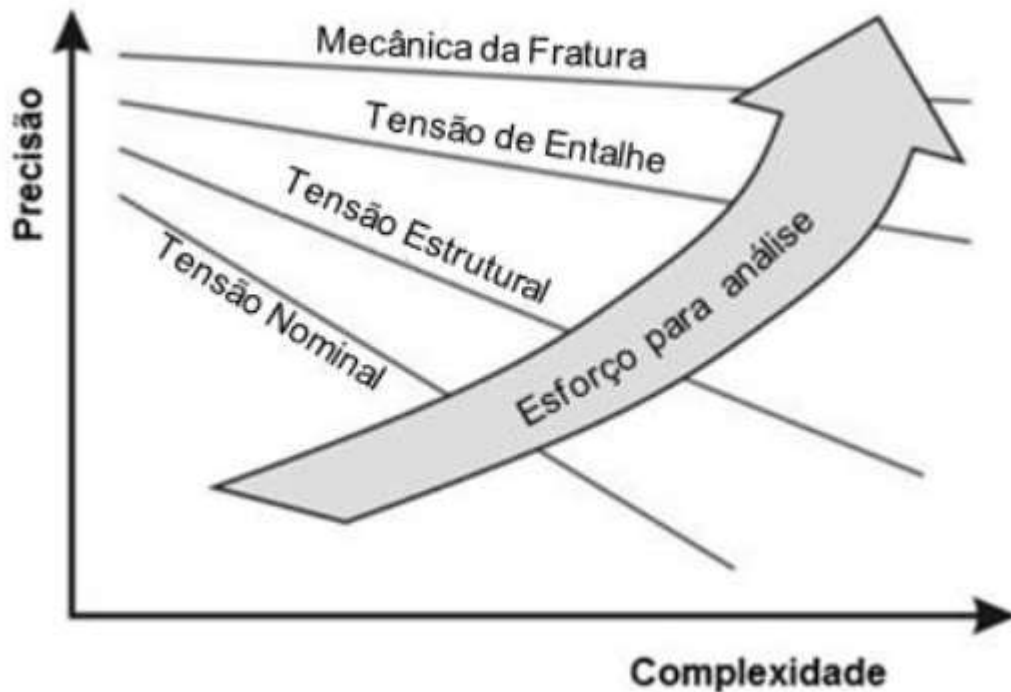 Mecânica da Fratura
Tensão de Entalhe
Tensão Estrutural
Tensão Nominal
Esforço para análise
Precisão
Complexidade